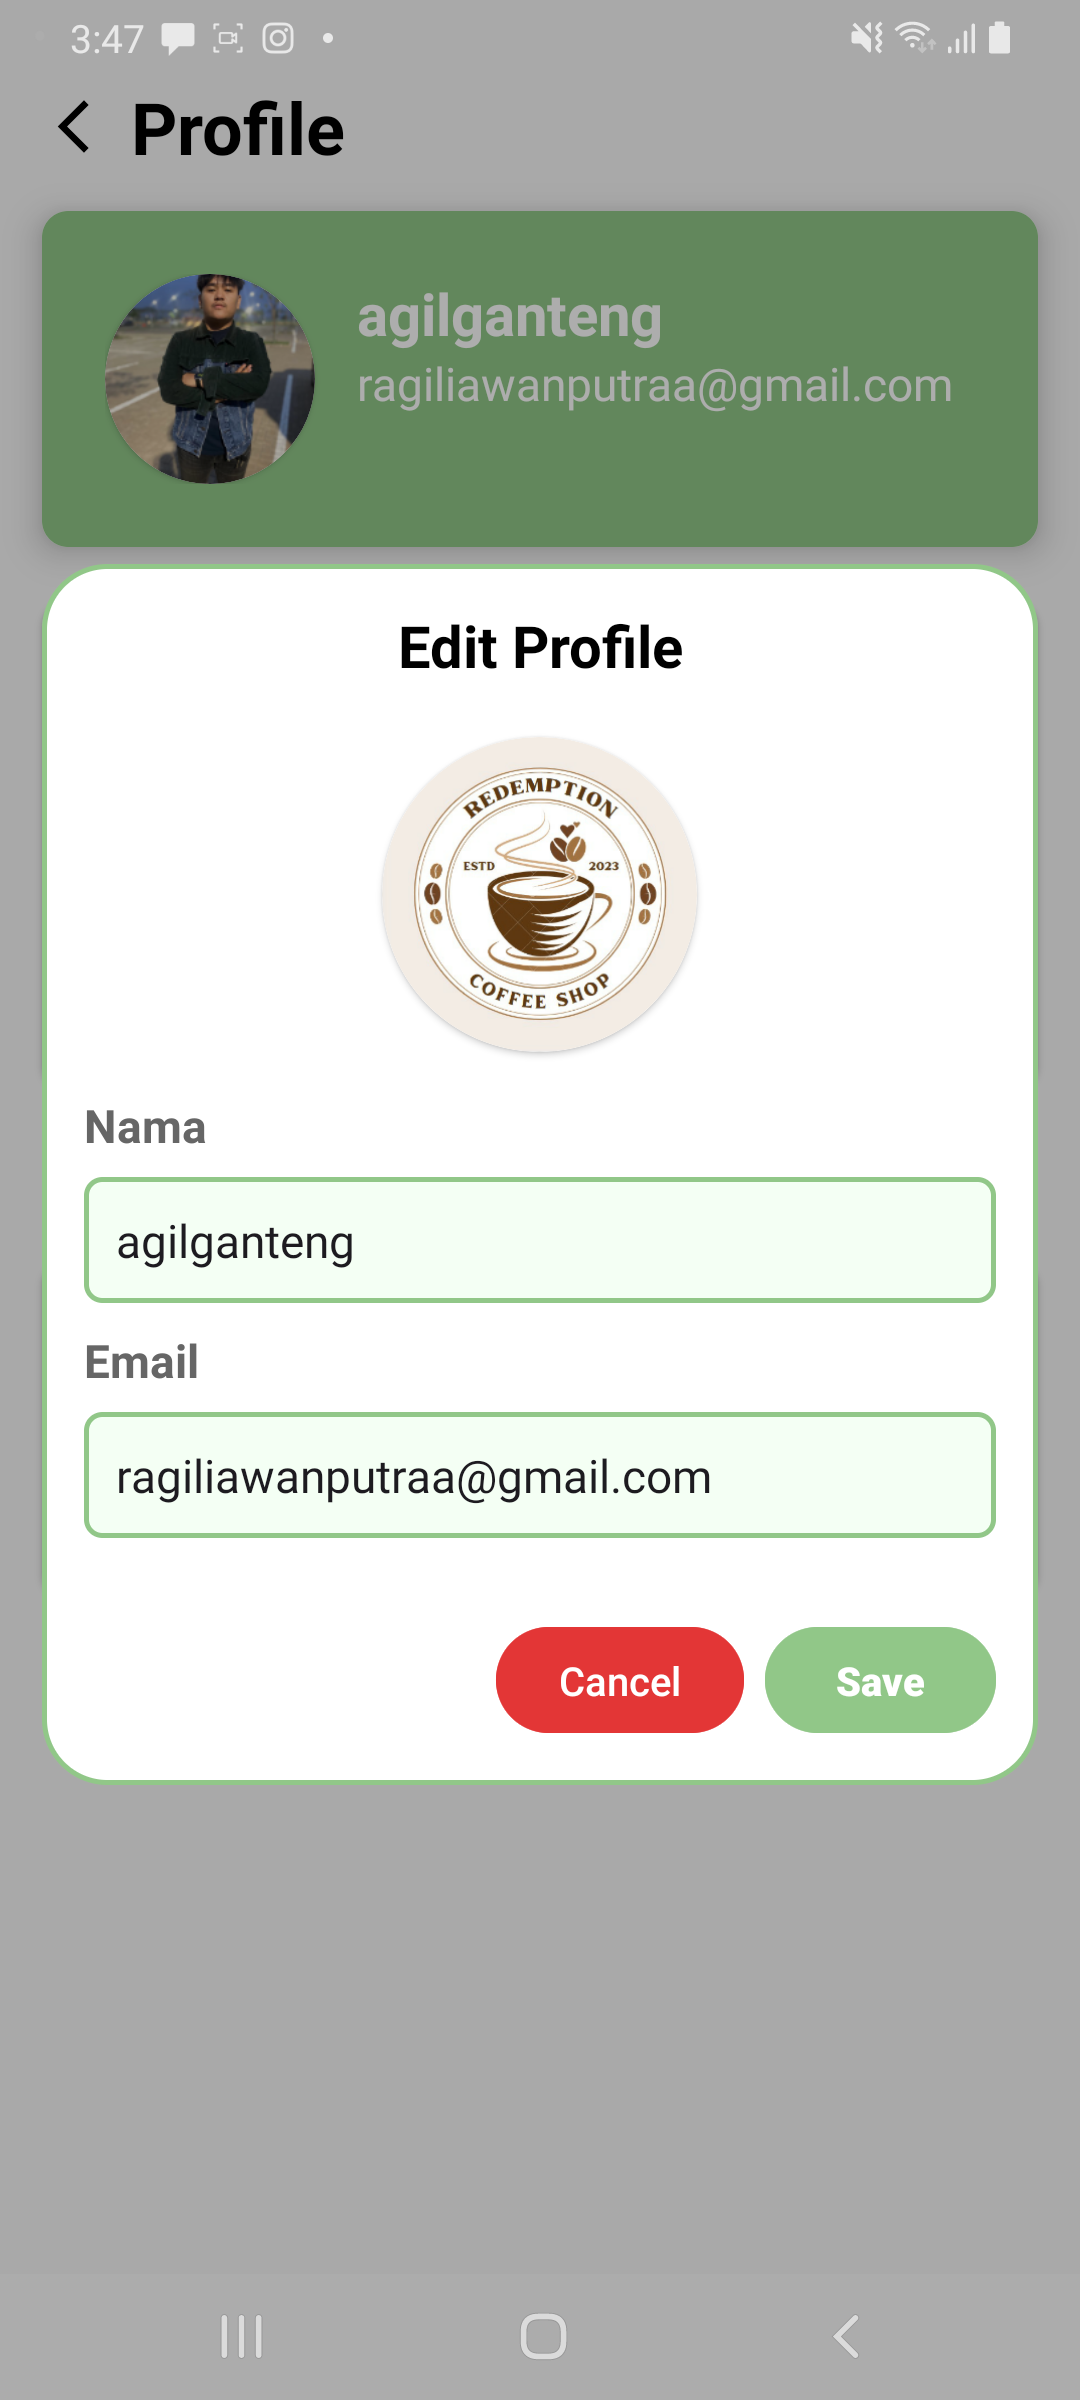 3:47
Profile
agilganteng
ragiliawanputraa@gmail.com
Edit Profile
REDEMPTION
ESTD 2023
COFFEE SHOP
Nama
agilganteng
Email
ragiliawanputraa@gmail.com
Cancel Save